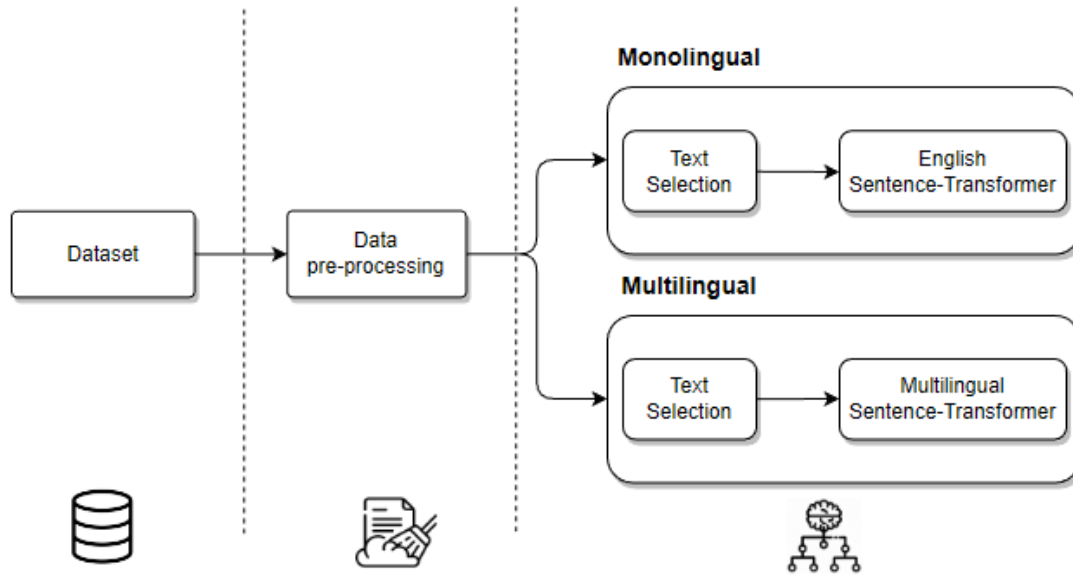 Monolingual
Text
Selection
English
Sentence-Transformer
Dataset
Data
pre-processing
Multilingual
Text
Selection
Multilingual
Sentence-Transformer